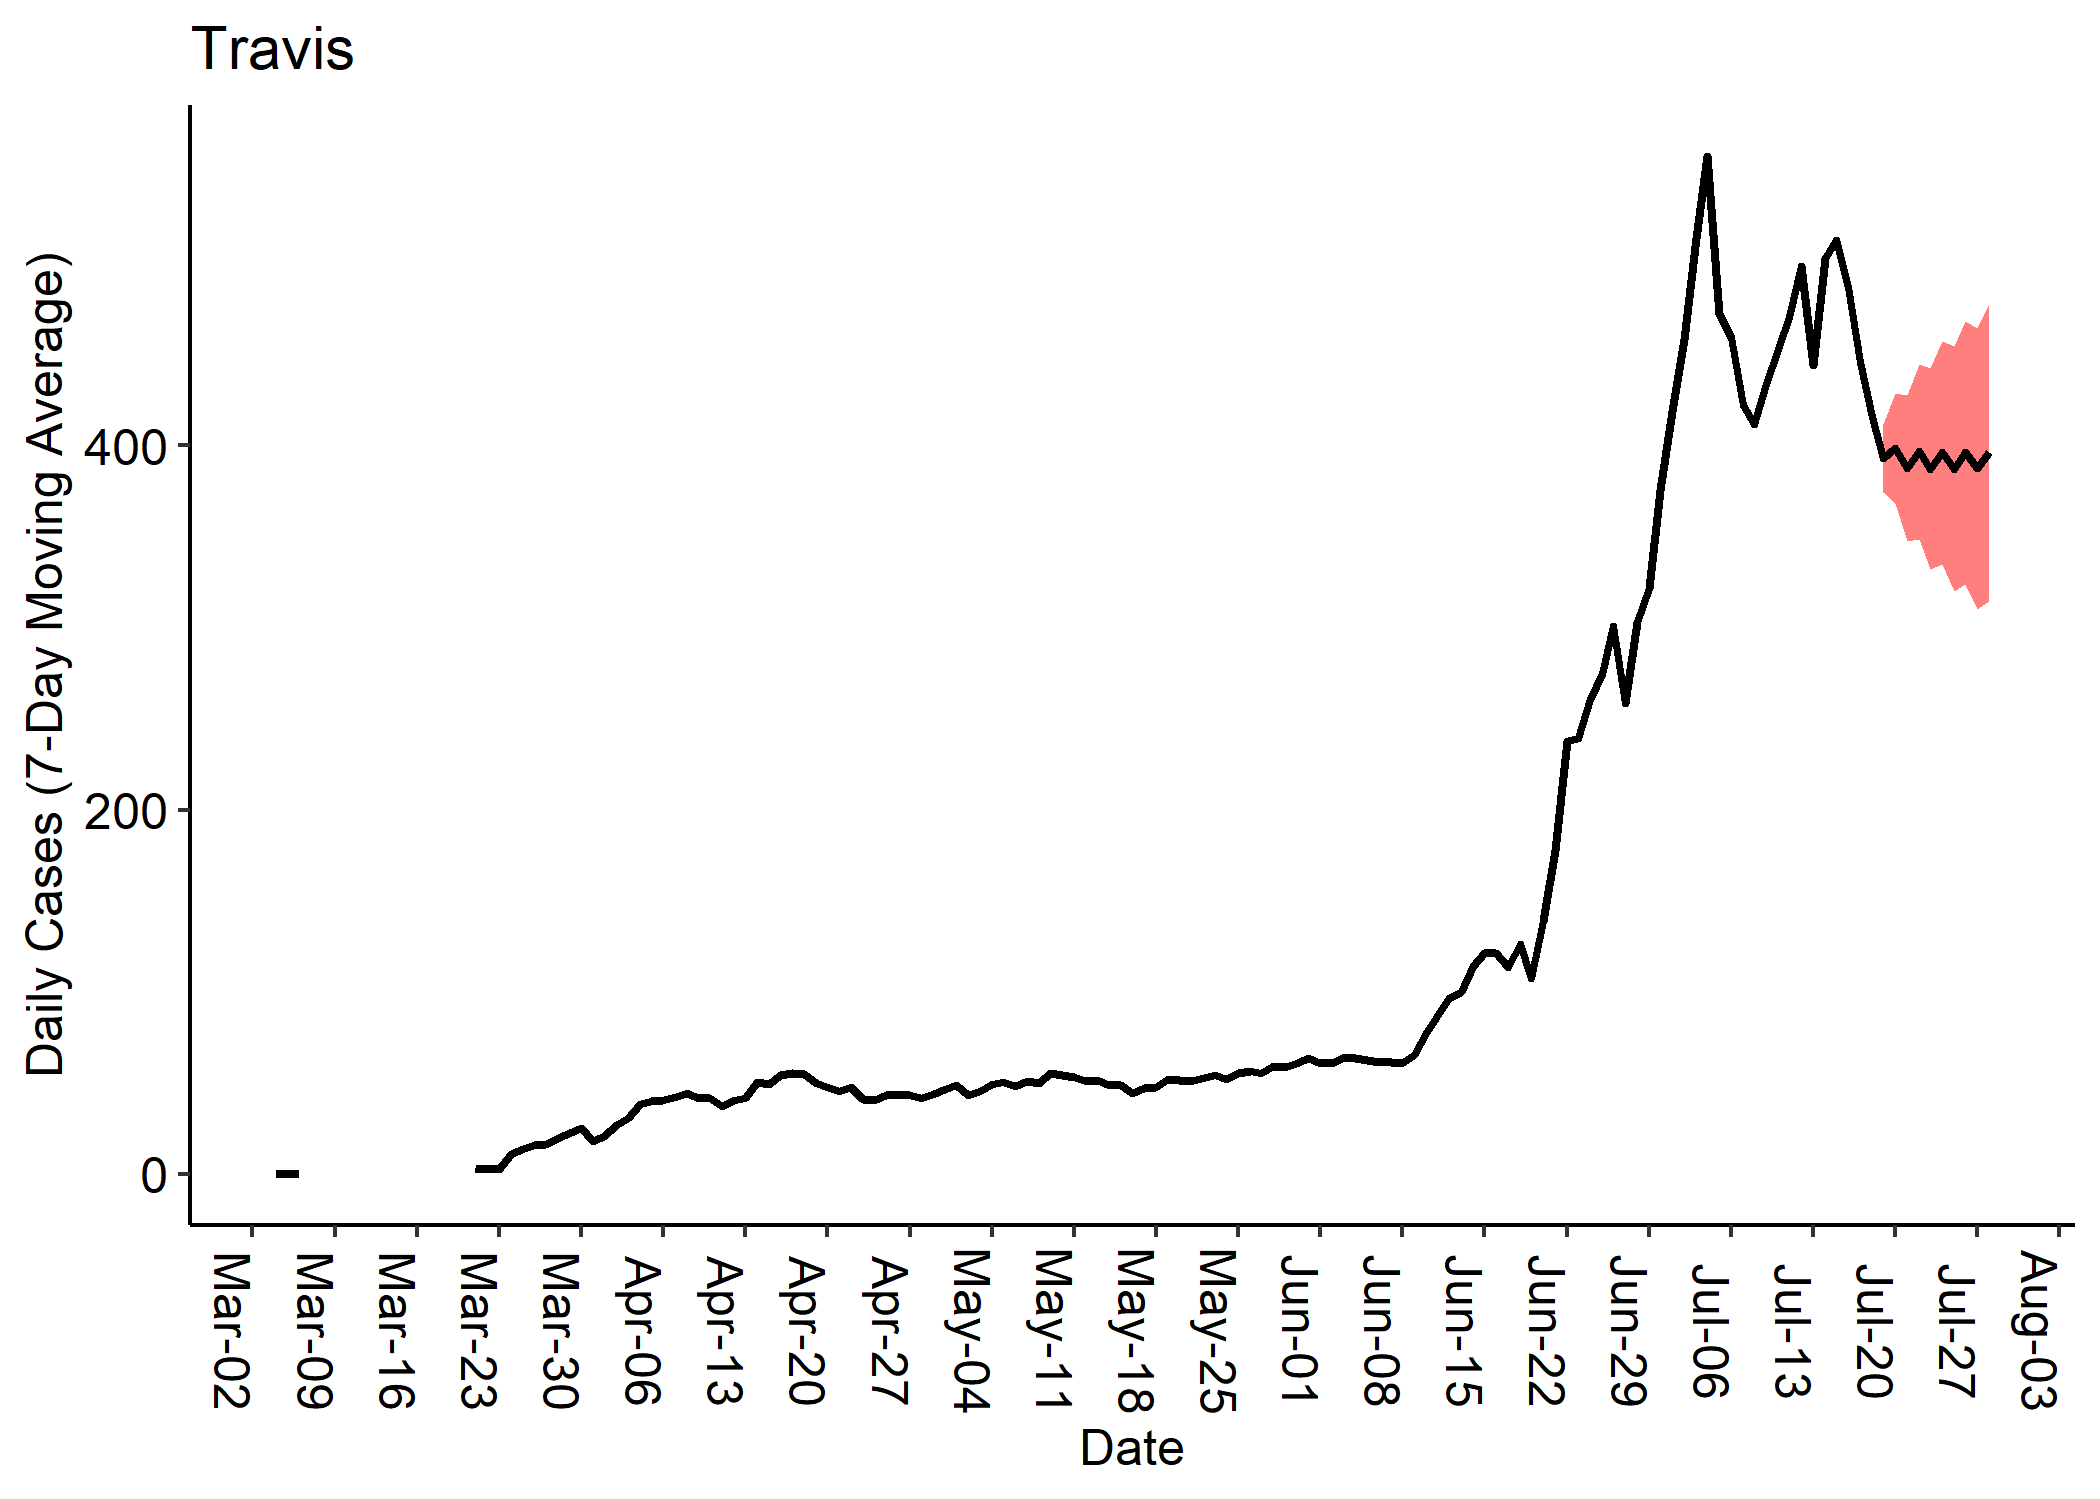 Travis
Daily Cases (7-Day Moving Average)
400
200
0
Mar-02
Mar-09
Mar-16
Mar-23
Mar-30
Apr-06
Apr-13
Apr-20
Apr-27
May-04
May-11
May-18
May-25
Jun-01
Jun-08
Jun-15
Jun-22
Jun-29
Jul-06
Jul-13
Jul-20
Jul-27
Aug-03
Date